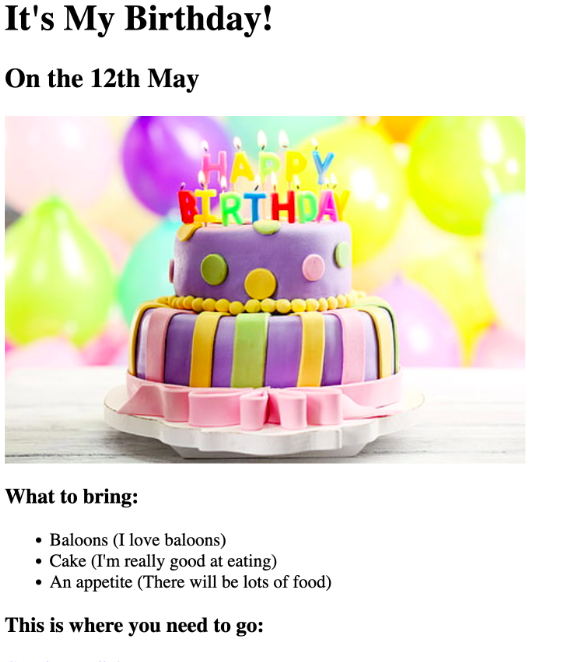 It's My Birthday!
On the 12th May
HAPPY
BIRTHDAY
What to bring:
Baloons (I love baloons)
Cake (I'm really good at eating)
An appetite (There will be lots of food)
This is where you need to go: